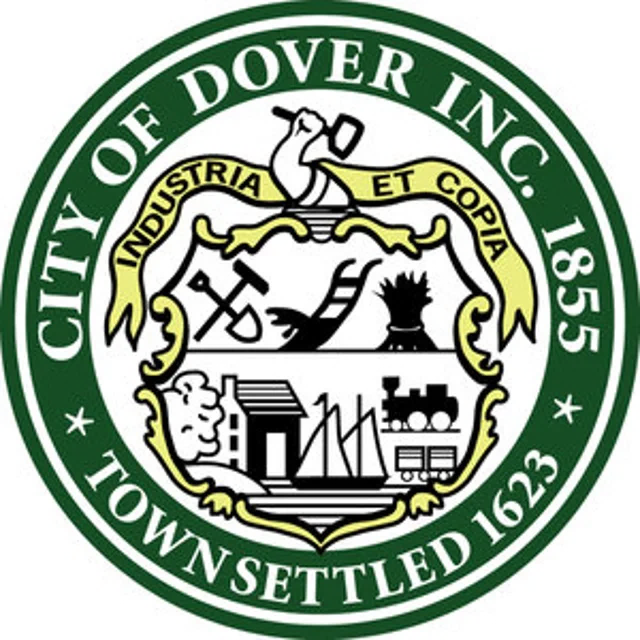 CITY OF DOVER INC. 1855
INDUSTRIA ET COPIA
TOWN SETTLED 1623